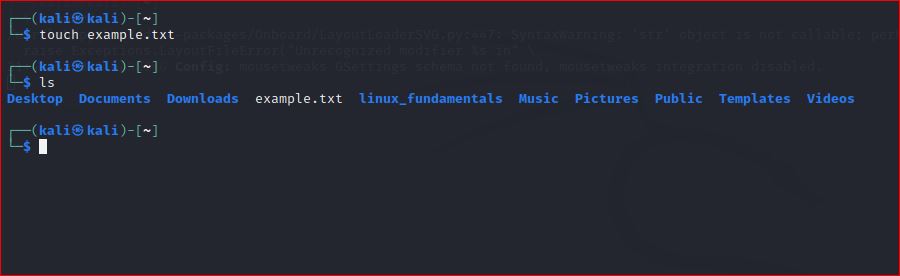 ┌──(kali㉿kali)-[~]
└─$ touch example.txt
-packages/Onboard/LayoutLoaderSVG.py:447: SyntaxWarning: 'str' object is not callable; per
raise Exceptions.LayoutFileError("Unrecognized modifier %s in" \
┌──(kali㉿kali)-[~]
Config: mousetweaks GSettings schema not found, mousetweaks integration disabled.
└─$ ls
Desktop Documents Downloads example.txt linux_fundamentals Music Pictures Public Templates Videos
┌──(kali㉿kali)-[~]
└─$